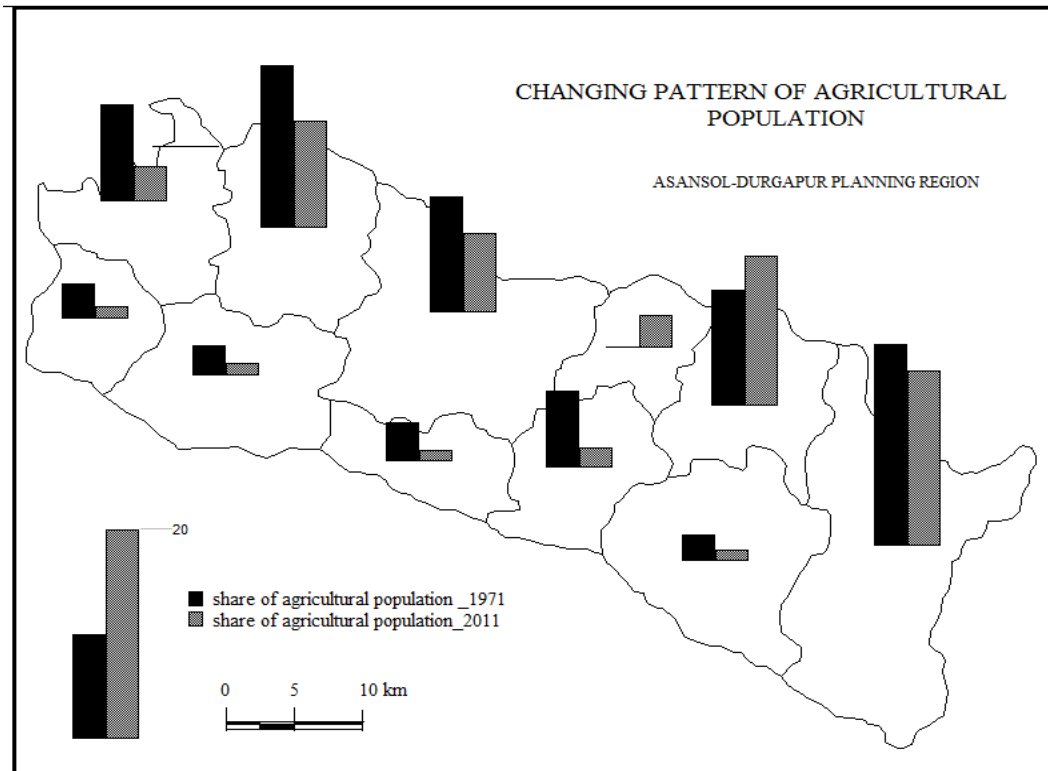 CHANGING PATTERN OF AGRICULTURAL
POPULATION
ASANSOL-DURGAPUR PLANNING REGION
20
share of agricultural population _1971
share of agricultural population_2011
0 5 10 km